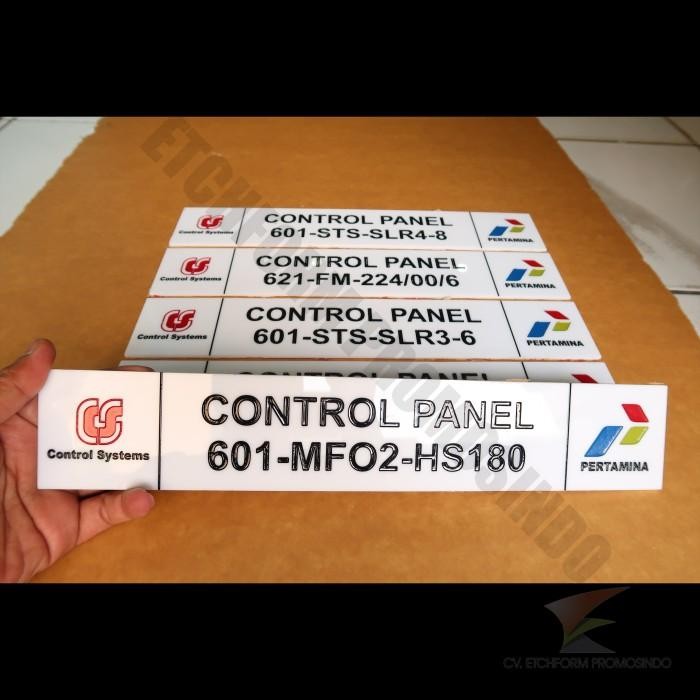 Control Systems
CONTROL PANEL
601-STS-SLR4-8
PERTAMINA
Control Systems
CONTROL PANEL
621-FM-224/00/6
PERTAMINA
Control Systems
CONTROL PANEL
601-STS-SLR3-6
PERTAMINA
Control Systems
CONTROL PANEL
601-MFO2-HS180
PERTAMINA
ETCHFORM PROMOSINDO
CV. ETCHFORM PROMOSINDO